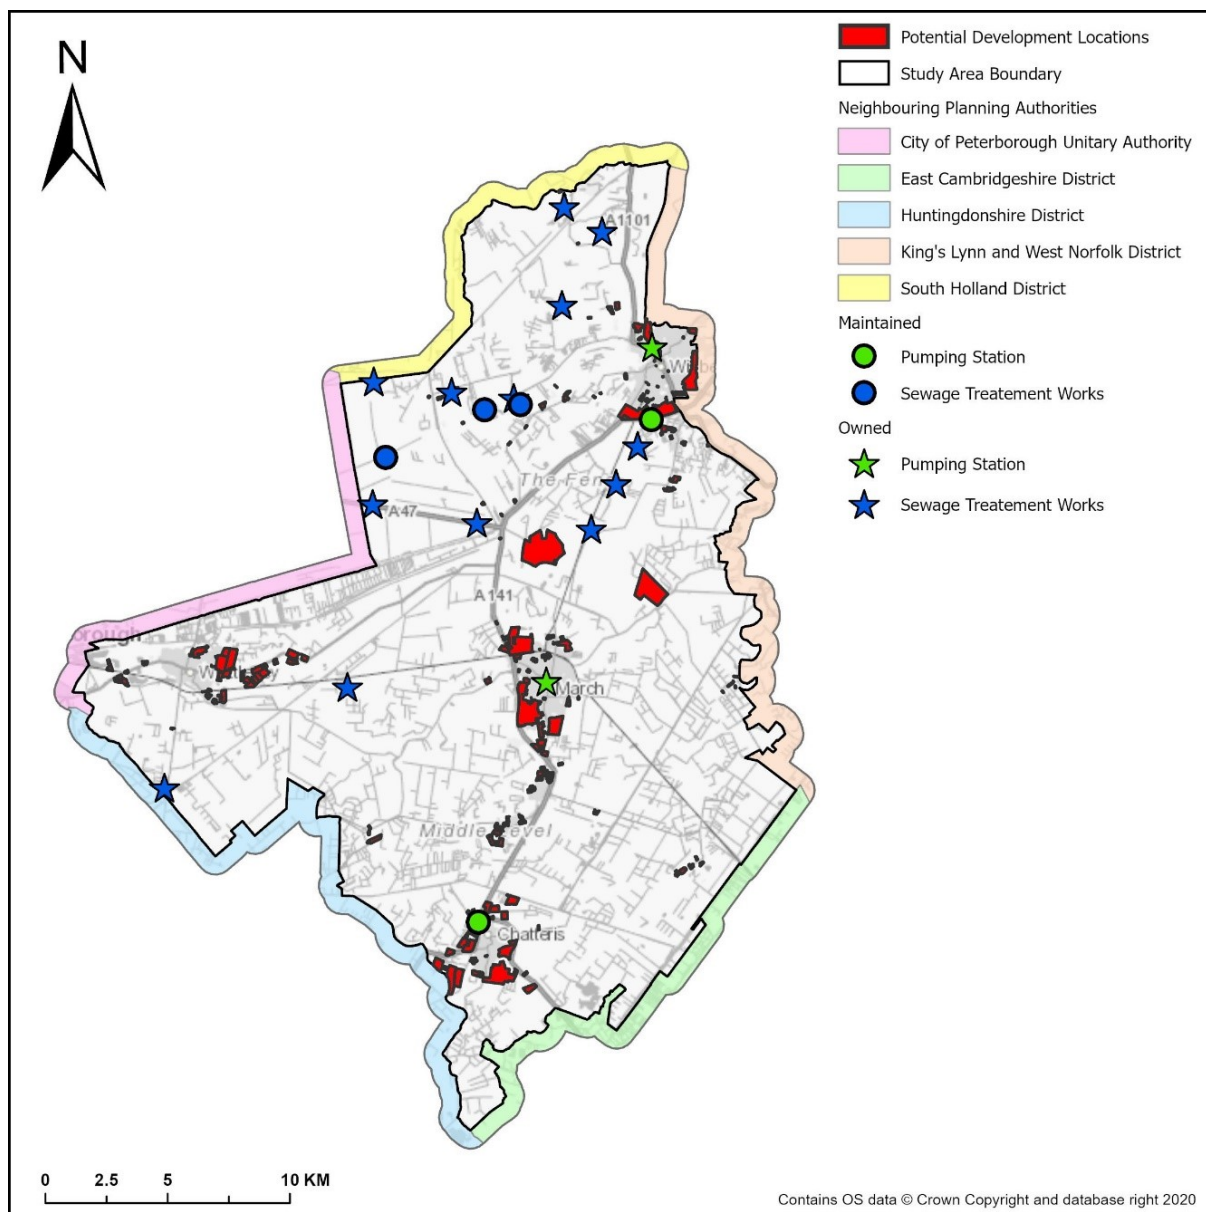 N
Potential Development Locations
Study Area Boundary
Neighbouring Planning Authorities
City of Peterborough Unitary Authority
East Cambridgeshire District
Huntingdonshire District
King's Lynn and West Norfolk District
South Holland District
Maintained
Pumping Station
Sewage Treatement Works
Owned
Pumping Station
Sewage Treatement Works
A1101
The Fen
A47
A141
orough
March
Middle Level
Chatteris
0 2.5 5 10 KM
Contains OS data © Crown Copyright and database right 2020